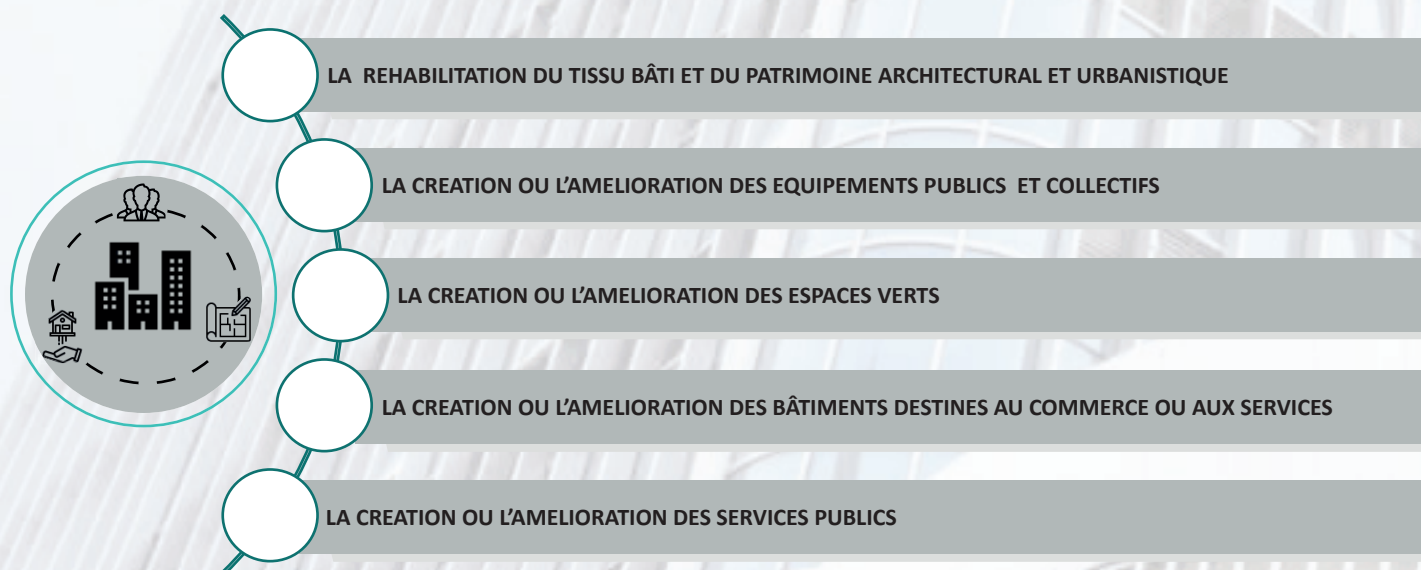 LA REHABILITATION DU TISSU BÂTI ET DU PATRIMOINE ARCHITECTURAL ET URBANISTIQUE
LA CREATION OU L’AMELIORATION DES EQUIPEMENTS PUBLICS ET COLLECTIFS
LA CREATION OU L’AMELIORATION DES ESPACES VERTS
LA CREATION OU L’AMELIORATION DES BÂTIMENTS DESTINES AU COMMERCE OU AUX SERVICES
LA CREATION OU L’AMELIORATION DES SERVICES PUBLICS